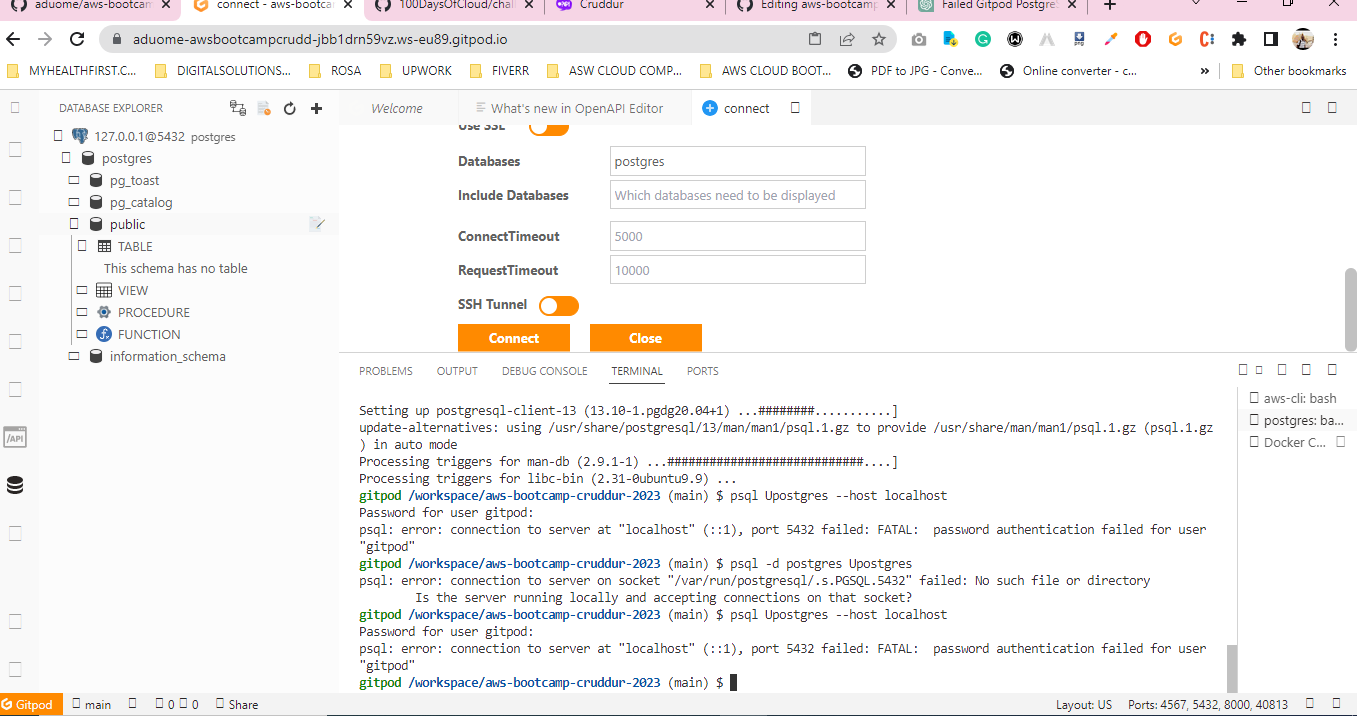 aduome/aws-bootcam
connect - aws-bootca
100DaysOfCloud/chall
Cruddur
Editing aws-bootcamp
Failed Gitpod Postgre
aduome-awsbootcampcrudd-jbb1drn59vz.ws-eu89.gitpod.io
MYHEALTHFIRST.C...
DIGITALSOLUTIONS...
ROSA
UPWORK
FIVERR
ASW CLOUD COMP...
AWS CLOUD BOOT...
PDF to JPG - Conve...
Online converter - c...
»
Other bookmarks
DATABASE EXPLORER
Welcome
What's new in OpenAPI Editor
connect
127.0.0.1@5432 postgres
postgres
pg_toast
pg_catalog
public
TABLE
This schema has no table
VIEW
PROCEDURE
FUNCTION
information_schema
/API
Use SSL
Databases
postgres
Include Databases
Which databases need to be displayed
ConnectTimeout
5000
RequestTimeout
10000
SSH Tunnel
Connect
Close
PROBLEMS
OUTPUT
DEBUG CONSOLE
TERMINAL
PORTS
Setting up postgresql-client-13 (13.10-1.pgdg20.04+1) ...########...........]
update-alternatives: using /usr/share/postgresql/13/man/man1/psql.1.gz to provide /usr/share/man/man1/psql.1.gz (psql.1.gz
) in auto mode
Processing triggers for man-db (2.9.1-1) ...############################....]
Processing triggers for libc-bin (2.31-0ubuntu9.9) ...
gitpod /workspace/aws-bootcamp-cruddur-2023 (main) $ psql Upostgres --host localhost
Password for user gitpod:
psql: error: connection to server at "localhost" (::1), port 5432 failed: FATAL:  password authentication failed for user
"gitpod"
gitpod /workspace/aws-bootcamp-cruddur-2023 (main) $ psql -d postgres Upostgres
psql: error: connection to server on socket "/var/run/postgresql/.s.PGSQL.5432" failed: No such file or directory
Is the server running locally and accepting connections on that socket?
gitpod /workspace/aws-bootcamp-cruddur-2023 (main) $ psql Upostgres --host localhost
Password for user gitpod:
psql: error: connection to server at "localhost" (::1), port 5432 failed: FATAL:  password authentication failed for user
"gitpod"
gitpod /workspace/aws-bootcamp-cruddur-2023 (main) $
aws-cli: bash
postgres: ba...
Docker C...
Gitpod
main
0
0
Share
Layout: US
Ports: 4567, 5432, 8000, 40813